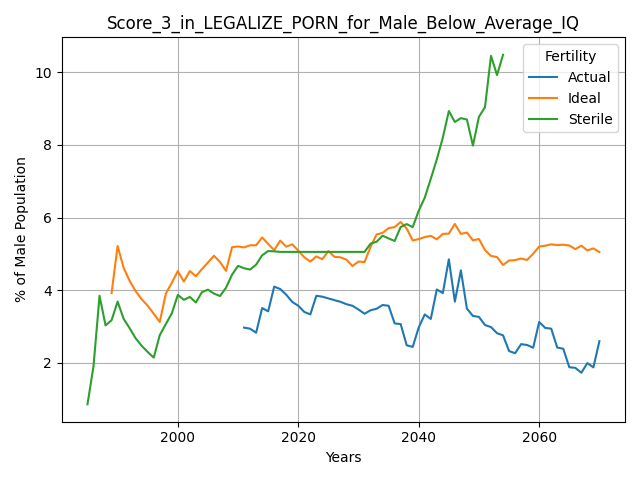 Score_3_in_LEGALIZE_PORN_for_Male_Below_Average_IQ
% of Male Population
10
8
6
4
2
2000
2020
2040
2060
Years
Fertility
Actual
Ideal
Sterile